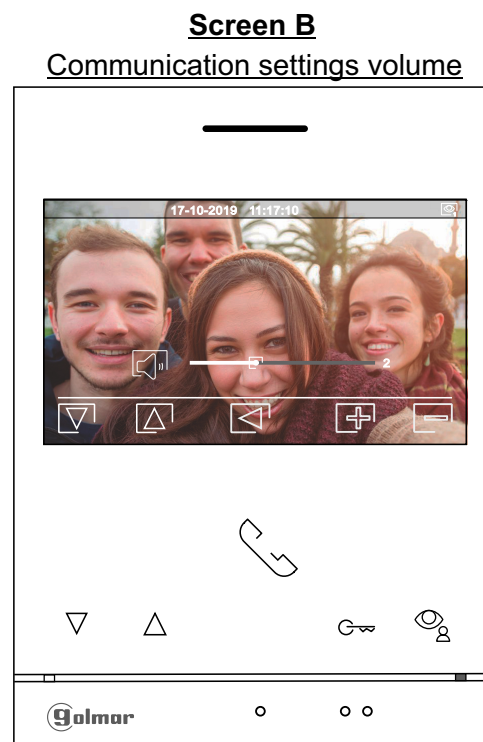 Screen B
Communication settings volume
17-10-2019 11:17:10
2
golmar